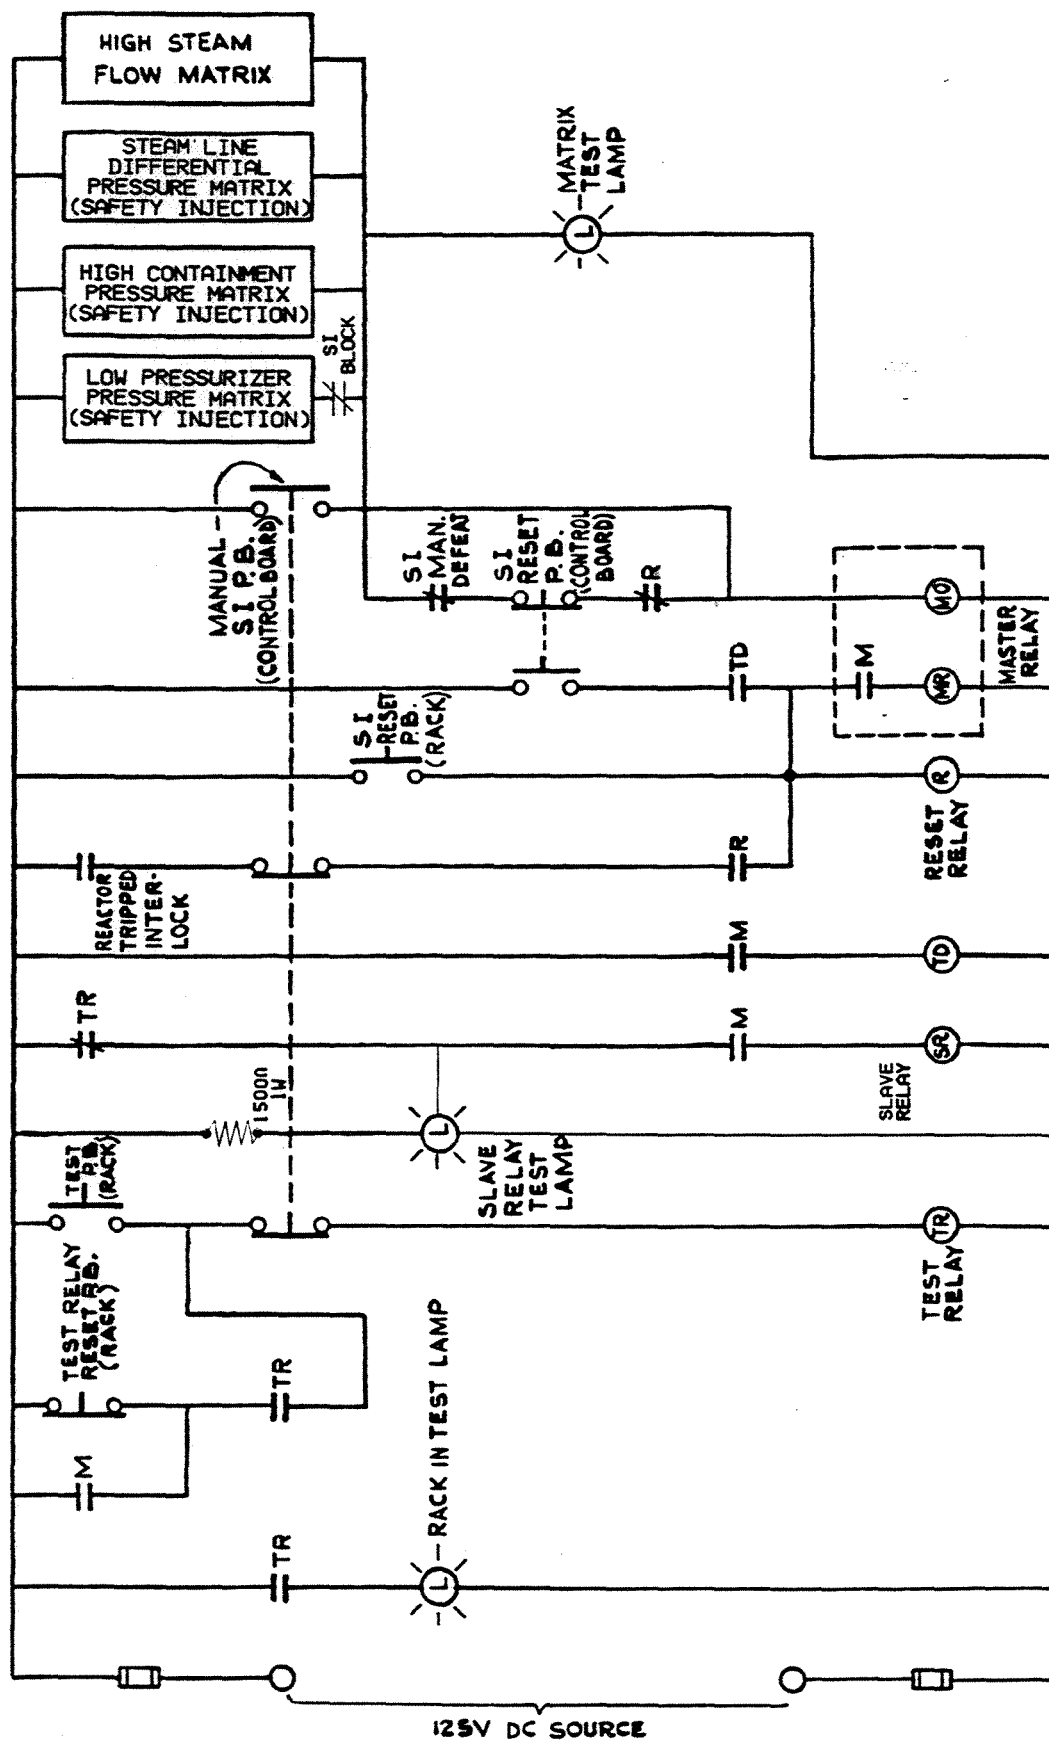 HIGH STEAM
FLOW MATRIX
STEAM LINE
DIFFERENTIAL
PRESSURE MATRIX
(SAFETY INJECTION)
HIGH CONTAINMENT
PRESSURE MATRIX
(SAFETY INJECTION)
LOW PRESSURIZER
PRESSURE MATRIX
(SAFETY INJECTION)
SI
BLOCK
MATRIX
TEST
LAMP
L
MANUAL
SI P.B.
(CONTROL BOARD)
SI
MAN.
DEFEAT
SI
RESET
P.B.
(CONTROL
BOARD)
R
MO
MASTER
RELAY
TD
M
MR
SI
RESET
P.B.
(RACK)
R
RESET
RELAY
REACTOR
TRIPPED
INTER-
LOCK
R
M
TD
TR
M
SR
SLAVE
RELAY
1500Ω
1W
L
SLAVE
RELAY
TEST
LAMP
TEST
P.B.
(RACK)
TR
TEST
RELAY
TEST RELAY
RESET P.B.
(RACK)
TR
M
TR
L
RACK IN TEST LAMP
125V DC SOURCE